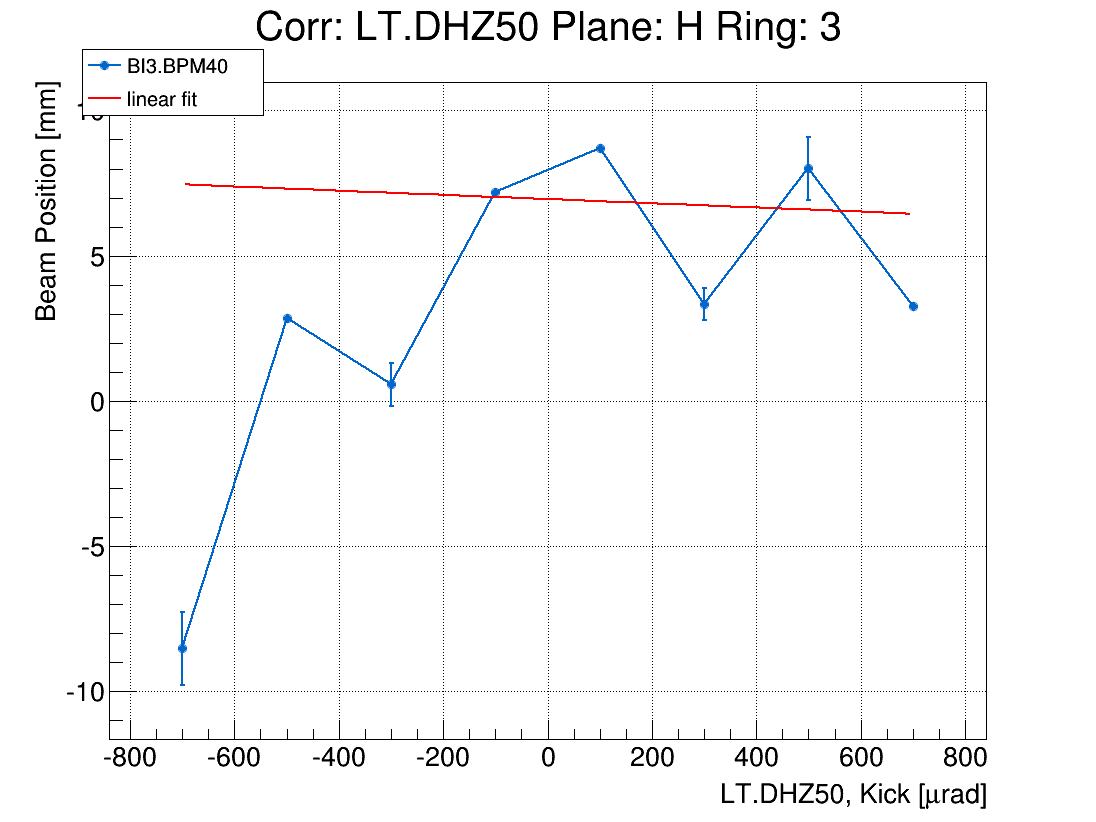 Corr: LT.DHZ50 Plane: H Ring: 3
BI3.BPM40
linear fit
Beam Position [mm]
5
0
-5
-10
-800 -600 -400 -200 0 200 400 600 800
LT.DHZ50, Kick [μrad]